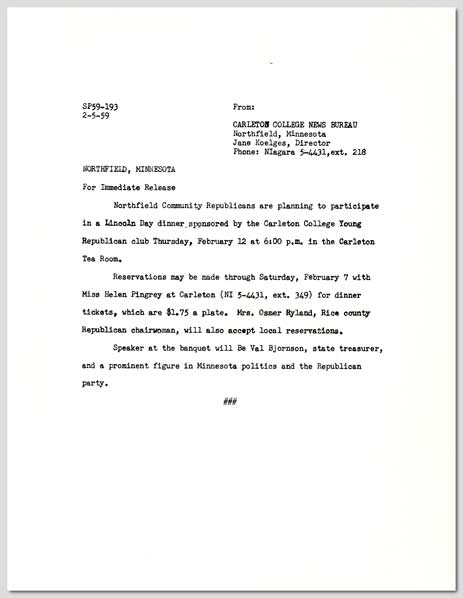 SP59-193
2-5-59
From:
CARLETON COLLEGE NEWS BUREAU
Northfield, Minnesota
Jane Koelges, Director
Phone: NIagara 5-4431,ext. 218
NORTHFIELD, MINNESOTA
For Immediate Release
Northfield Community Republicans are planning to participate
in a Lincoln Day dinner sponsored by the Carleton College Young
Republican club Thursday, February 12 at 6:00 p.m. in the Carleton
Tea Room.
Reservations may be made through Saturday, February 7 with
Miss Helen Pingrey at Carleton (NI 5-4431, ext. 349) for dinner
tickets, which are $1.75 a plate. Mrs. Osmer Ryland, Rice county
Republican chairwoman, will also accept local reservations.
Speaker at the banquet will Be Val Bjornson, state treasurer,
and a prominent figure in Minnesota politics and the Republican
party.
###